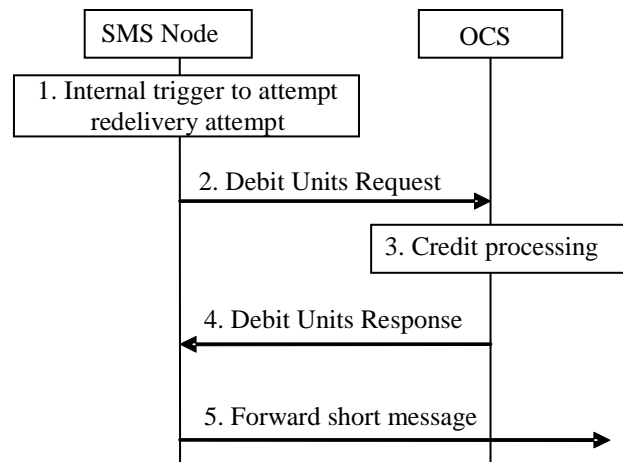 SMS Node
OCS
1. Internal trigger to attempt
redelivery attempt
2. Debit Units Request
3. Credit processing
4. Debit Units Response
5. Forward short message